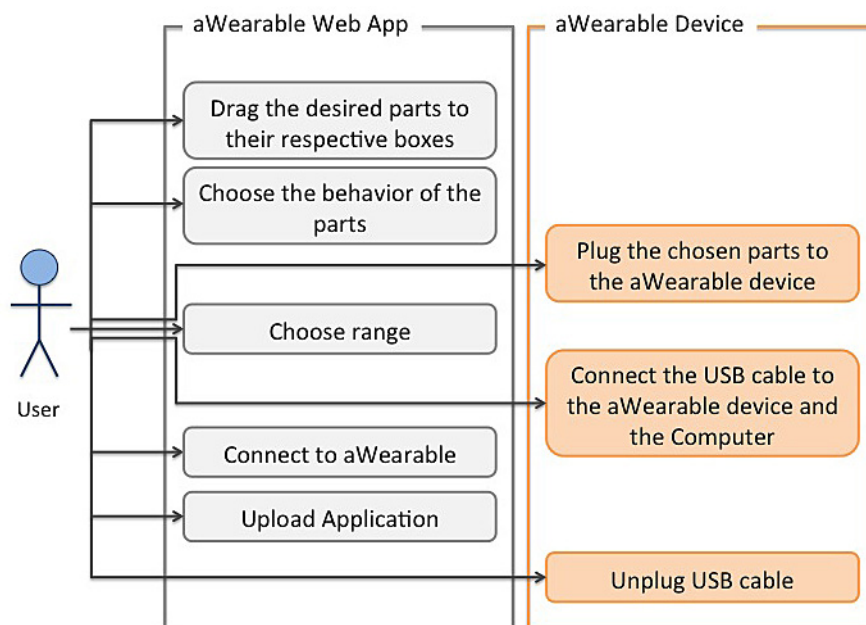 aWearable Web App
aWearable Device
Drag the desired parts to
their respective boxes
Choose the behavior of the
parts
Plug the chosen parts to
the aWearable device
Choose range
Connect the USB cable to
the aWearable device and
the Computer
User
Connect to aWearable
Upload Application
Unplug USB cable